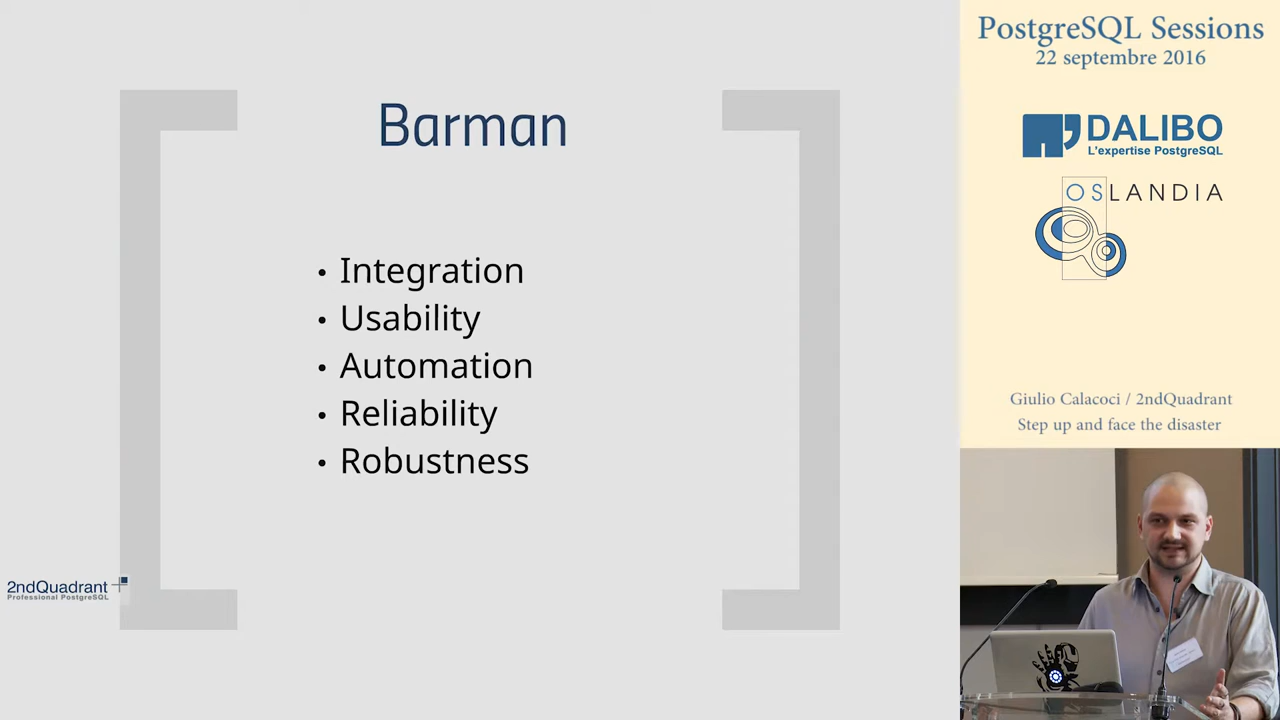 Barman
• Integration
• Usability
• Automation
• Reliability
• Robustness
2ndQuadrant
Professional PostgreSQL
PostgreSQL Sessions
22 septembre 2016
DALIBO
L'expertise PostgreSQL
OSLANDIA
Giulio Calacoci / 2ndQuadrant
Step up and face the disaster